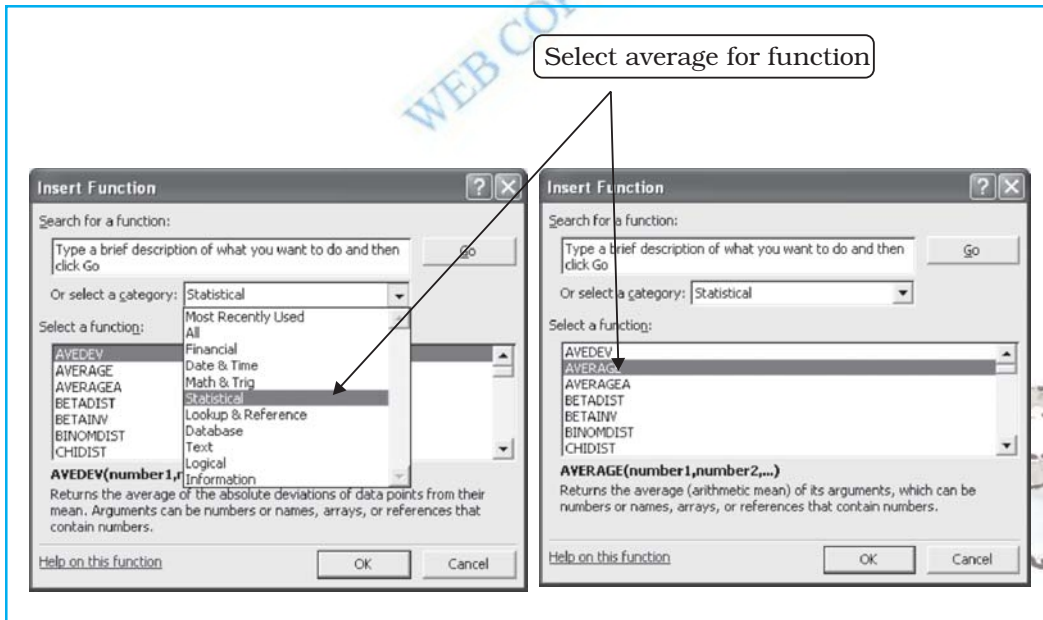 WEB COP
Select average for function
Insert Function
Search for a function:
Type a brief description of what you want to do and then
click Go
Go
Or select a category: Statistical
Most Recently Used
All
Financial
Date & Time
Math & Trig
Statistical
Lookup & Reference
Database
Text
Logical
Information
Select a function:
AVEDEV
AVERAGE
AVERAGEA
BETADIST
BETAINV
BINOMDIST
CHIDIST
AVEDEV(number1,
Returns the average of the absolute deviations of data points from their
mean. Arguments can be numbers or names, arrays, or references that
contain numbers.
Help on this function
OK
Cancel
Insert Function
Search for a function:
Type a brief description of what you want to do and then
click Go
Go
Or select a category: Statistical
Select a function:
AVEDEV
AVERAGE
AVERAGEA
BETADIST
BETAINV
BINOMDIST
CHIDIST
AVERAGE(number1,number2,...)
Returns the average (arithmetic mean) of its arguments, which can be
numbers or names, arrays, or references that contain numbers.
Help on this function
OK
Cancel